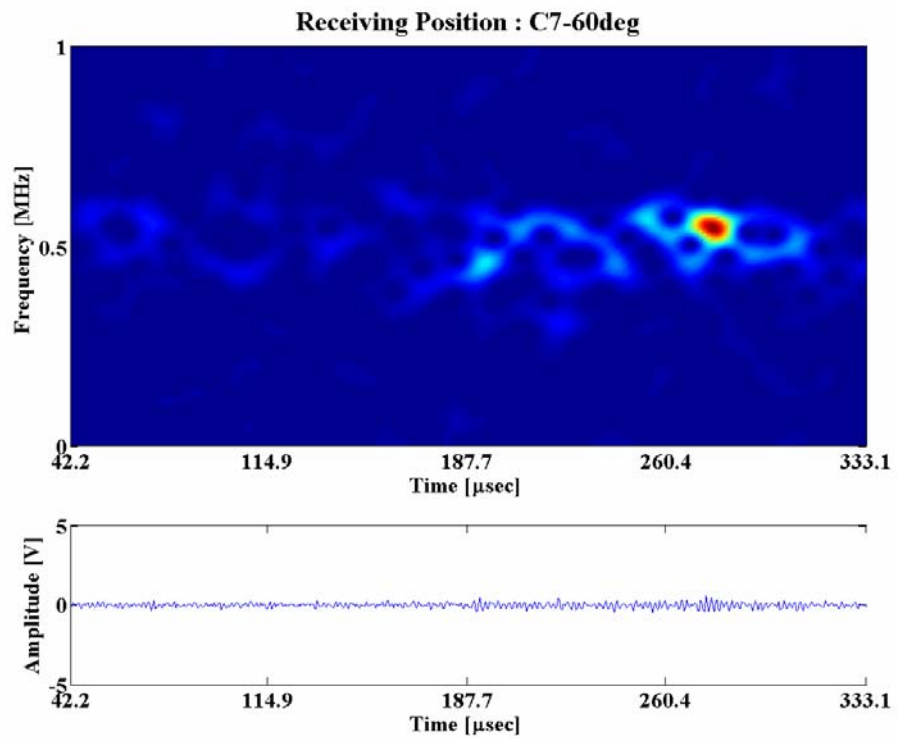 Receiving Position : C7-60deg
1
0.5
0
Frequency [MHz]
42.2 114.9 187.7 260.4 333.1
Time [μsec]
5
0
-5
Amplitude [V]
42.2 114.9 187.7 260.4 333.1
Time [μsec]